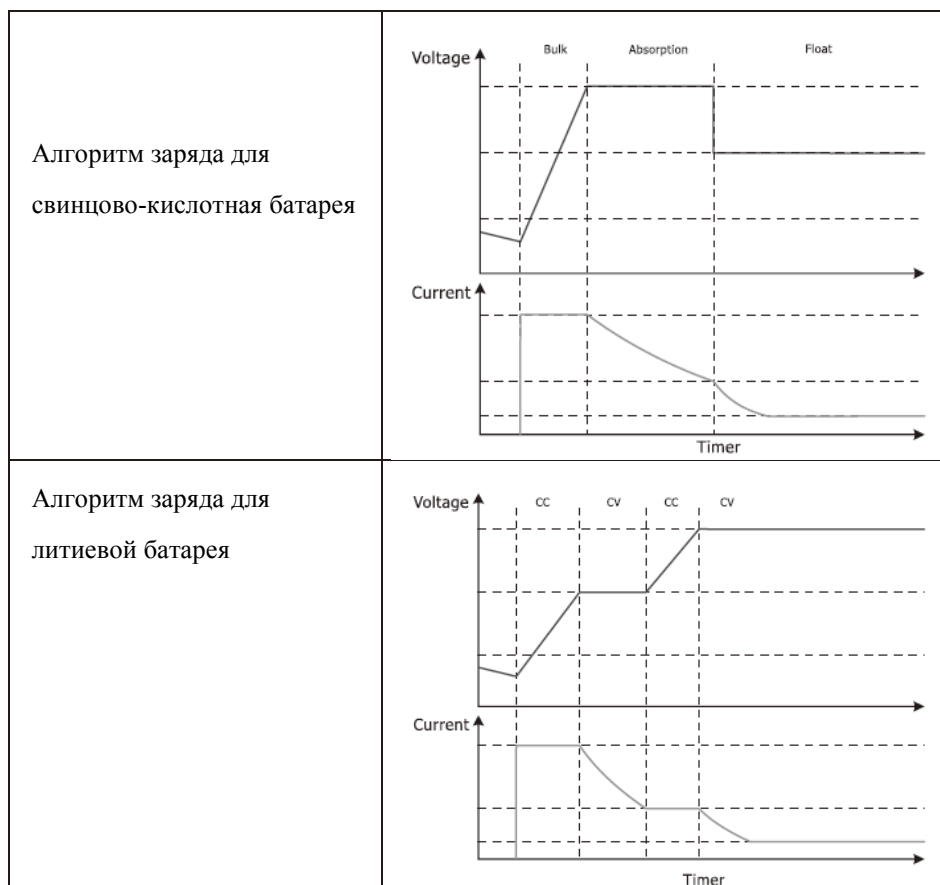 Алгоритм заряда для
свинцово-кислотная батарея
Voltage
Bulk
Absorption
Float
Current
Timer
Алгоритм заряда для
литиевой батарея
Voltage
CC
CV
CC
CV
Current
Timer